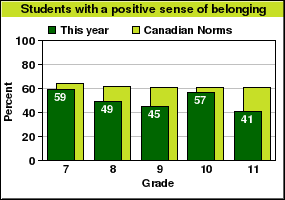 Students with a positive sense of belonging
This year
Canadian Norms
Percent
100
80
60
40
20
0
59
49
45
57
41
7 8 9 10 11
Grade